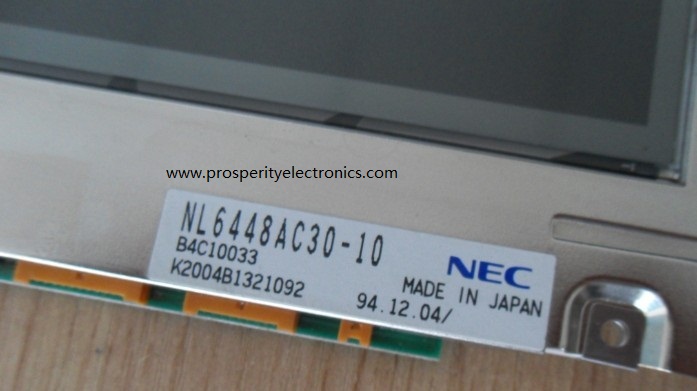 www.prosperityelectronics.com
NL6448AC30-10
B4C10033
K2004B1321092
NEC
MADE IN JAPAN
94.12.04/